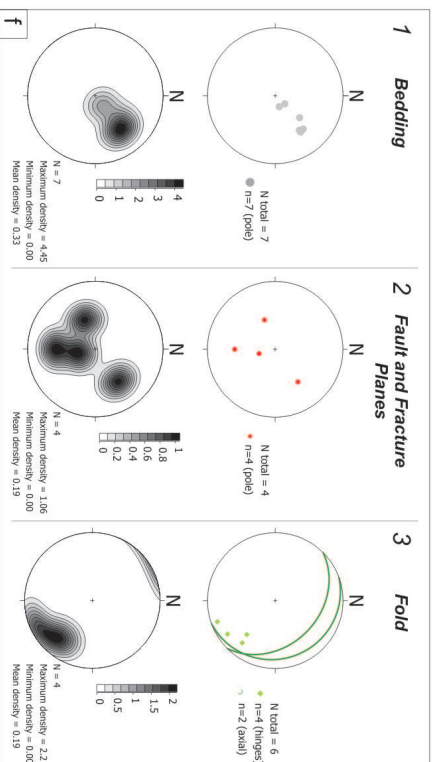 f
1
Bedding
N
N total = 7
n=7 (pole)
N
0 1 2 3 4
N = 7
Maximum density = 4.45
Minimum density = 0.00
Mean density = 0.33
2
Fault and Fracture
Planes
N
N total = 4
n=4 (pole)
N
0 0.2 0.4 0.6 0.8 1
N = 4
Maximum density = 1.06
Minimum density = 0.00
Mean density = 0.19
3
Fold
N
N total = 6
n=4 (hinges)
n=2 (axial)
N
0 0.5 1 1.5 2
N = 4
Maximum density = 2.2
Minimum density = 0.00
Mean density = 0.19